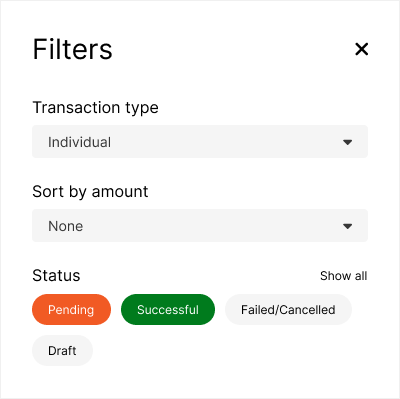 Filters
Transaction type
Individual
Sort by amount
None
Status Show all
Pending Successful Failed/Cancelled
Draft